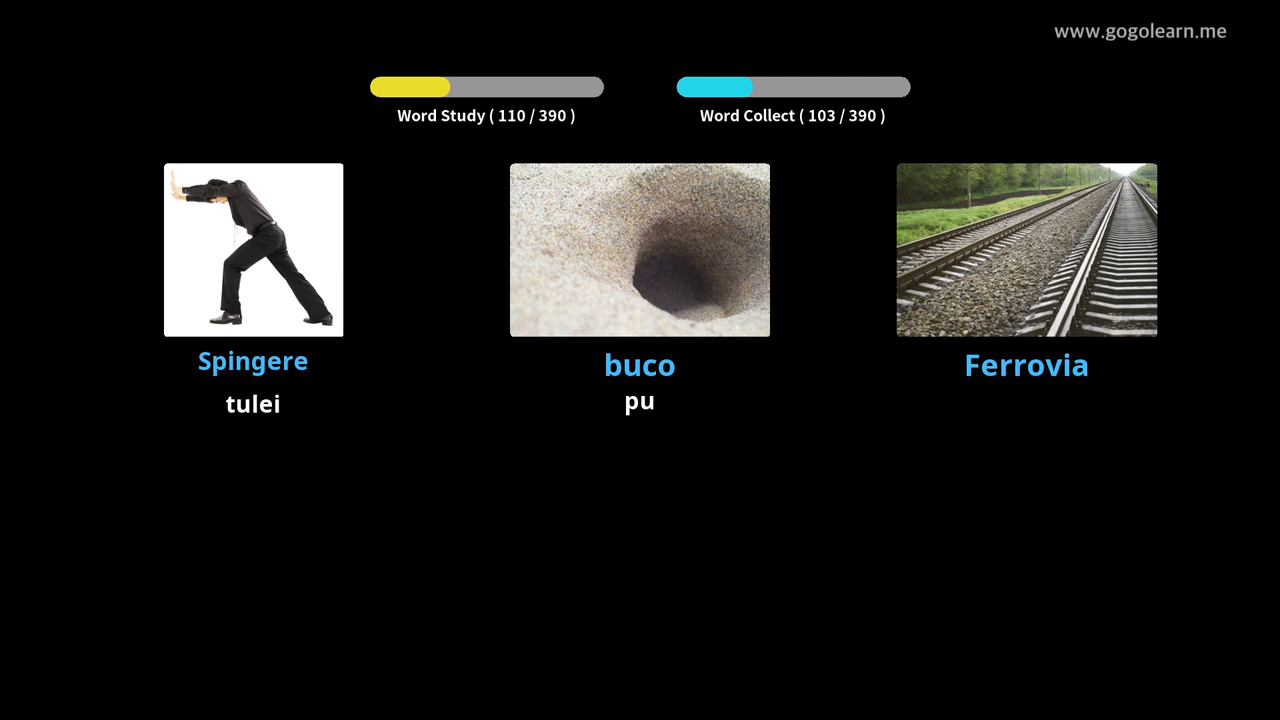 www.gogolearn.me
Word Study ( 110 / 390 )
Word Collect ( 103 / 390 )
Spingere
buco
Ferrovia
tulei
pu